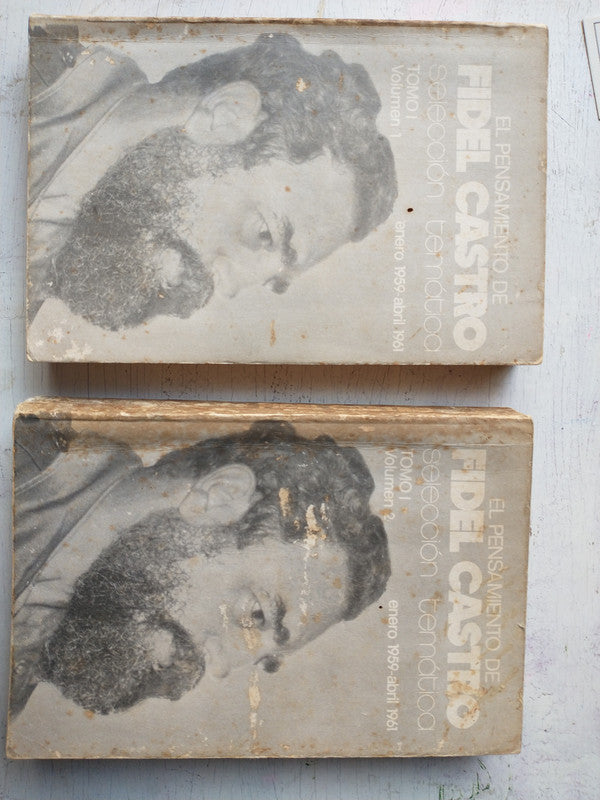 EL PENSAMIENTO DE
FIDEL CASTRO
selección temática
TOMO I
Volumen 1
enero 1959-abril 1961
EL PENSAMIENTO DE
FIDEL CASTRO
selección temática
TOMO I
Volumen 2
enero 1959-abril 1961